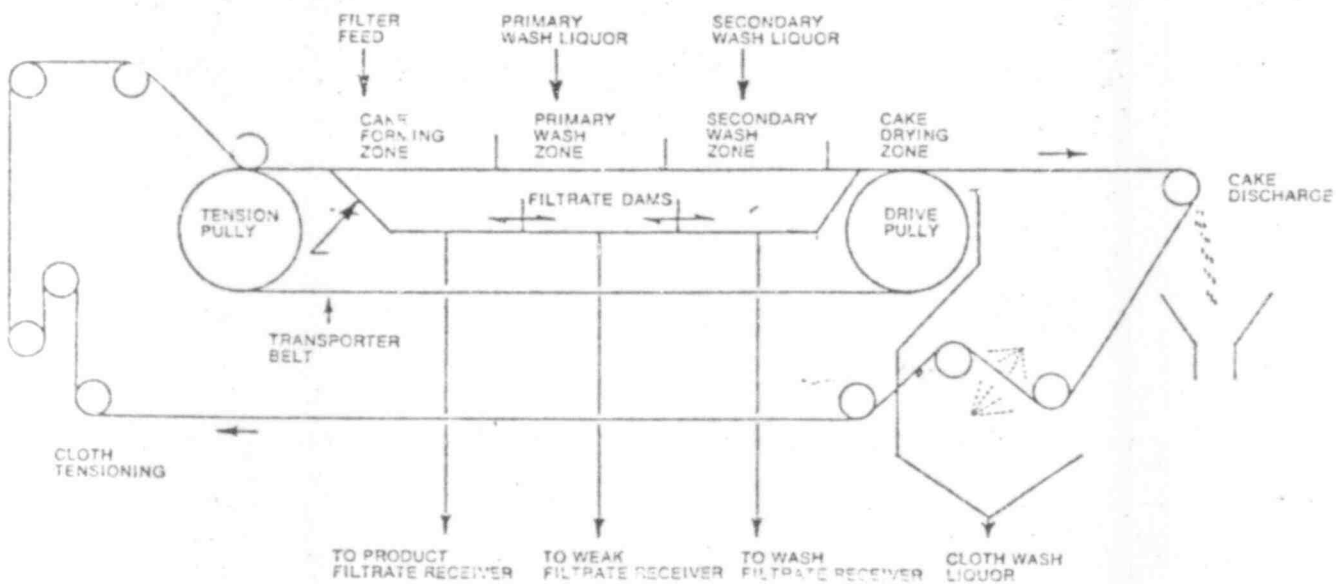 FILTER
FEED
PRIMARY
WASH LIQUOR
SECONDARY
WASH LIQUOR
CAKE
FORMING
ZONE
PRIMARY
WASH
ZONE
SECONDARY
WASH
ZONE
CAKE
DRYING
ZONE
CAKE
DISCHARGE
FILTRATE DAMS
TENSION
PULLY
DRIVE
PULLY
TRANSPORTER
BELT
CLOTH
TENSIONING
TO PRODUCT
FILTRATE RECEIVER
TO WEAK
FILTRATE RECEIVER
TO WASH
FILTRATE RECEIVER
CLOTH WASH
LIQUOR